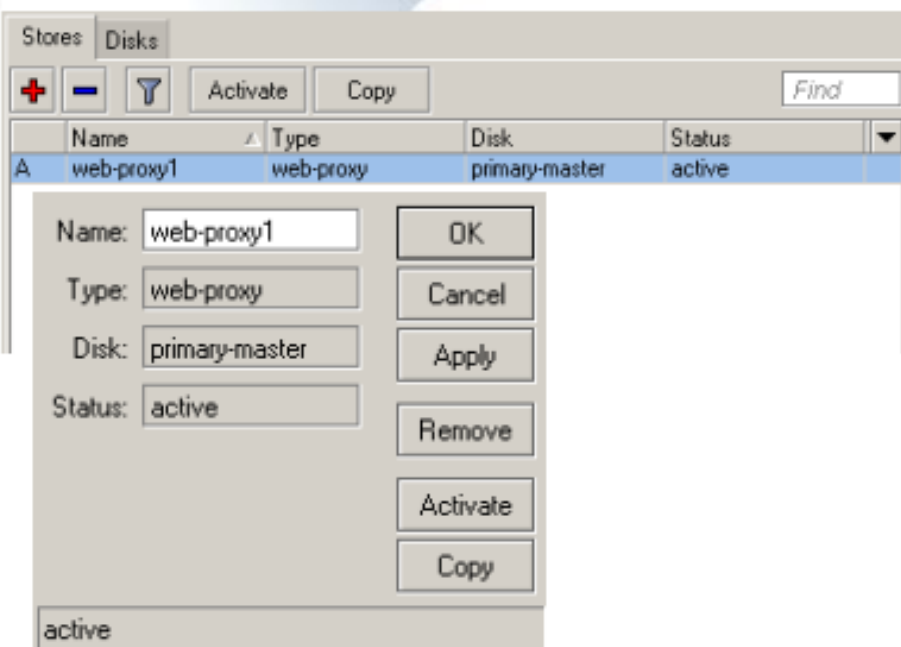 Stores Disks
Activate Copy Find
Name Type Disk Status
A web-proxy1 web-proxy primary-master active
Name: web-proxy1 OK
Type: web-proxy Cancel
Disk: primary-master Apply
Status: active
Remove
Activate
Copy
active